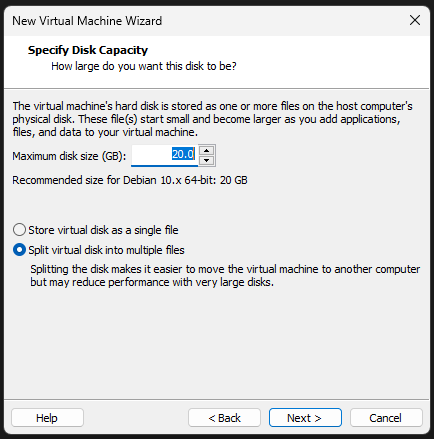 New Virtual Machine Wizard
Specify Disk Capacity
How large do you want this disk to be?
The virtual machine's hard disk is stored as one or more files on the host computer's
physical disk. These file(s) start small and become larger as you add applications,
files, and data to your virtual machine.
Maximum disk size (GB): 20.0
Recommended size for Debian 10.x 64-bit: 20 GB
Store virtual disk as a single file
Split virtual disk into multiple files
Splitting the disk makes it easier to move the virtual machine to another computer
but may reduce performance with very large disks.
Help < Back Next > Cancel